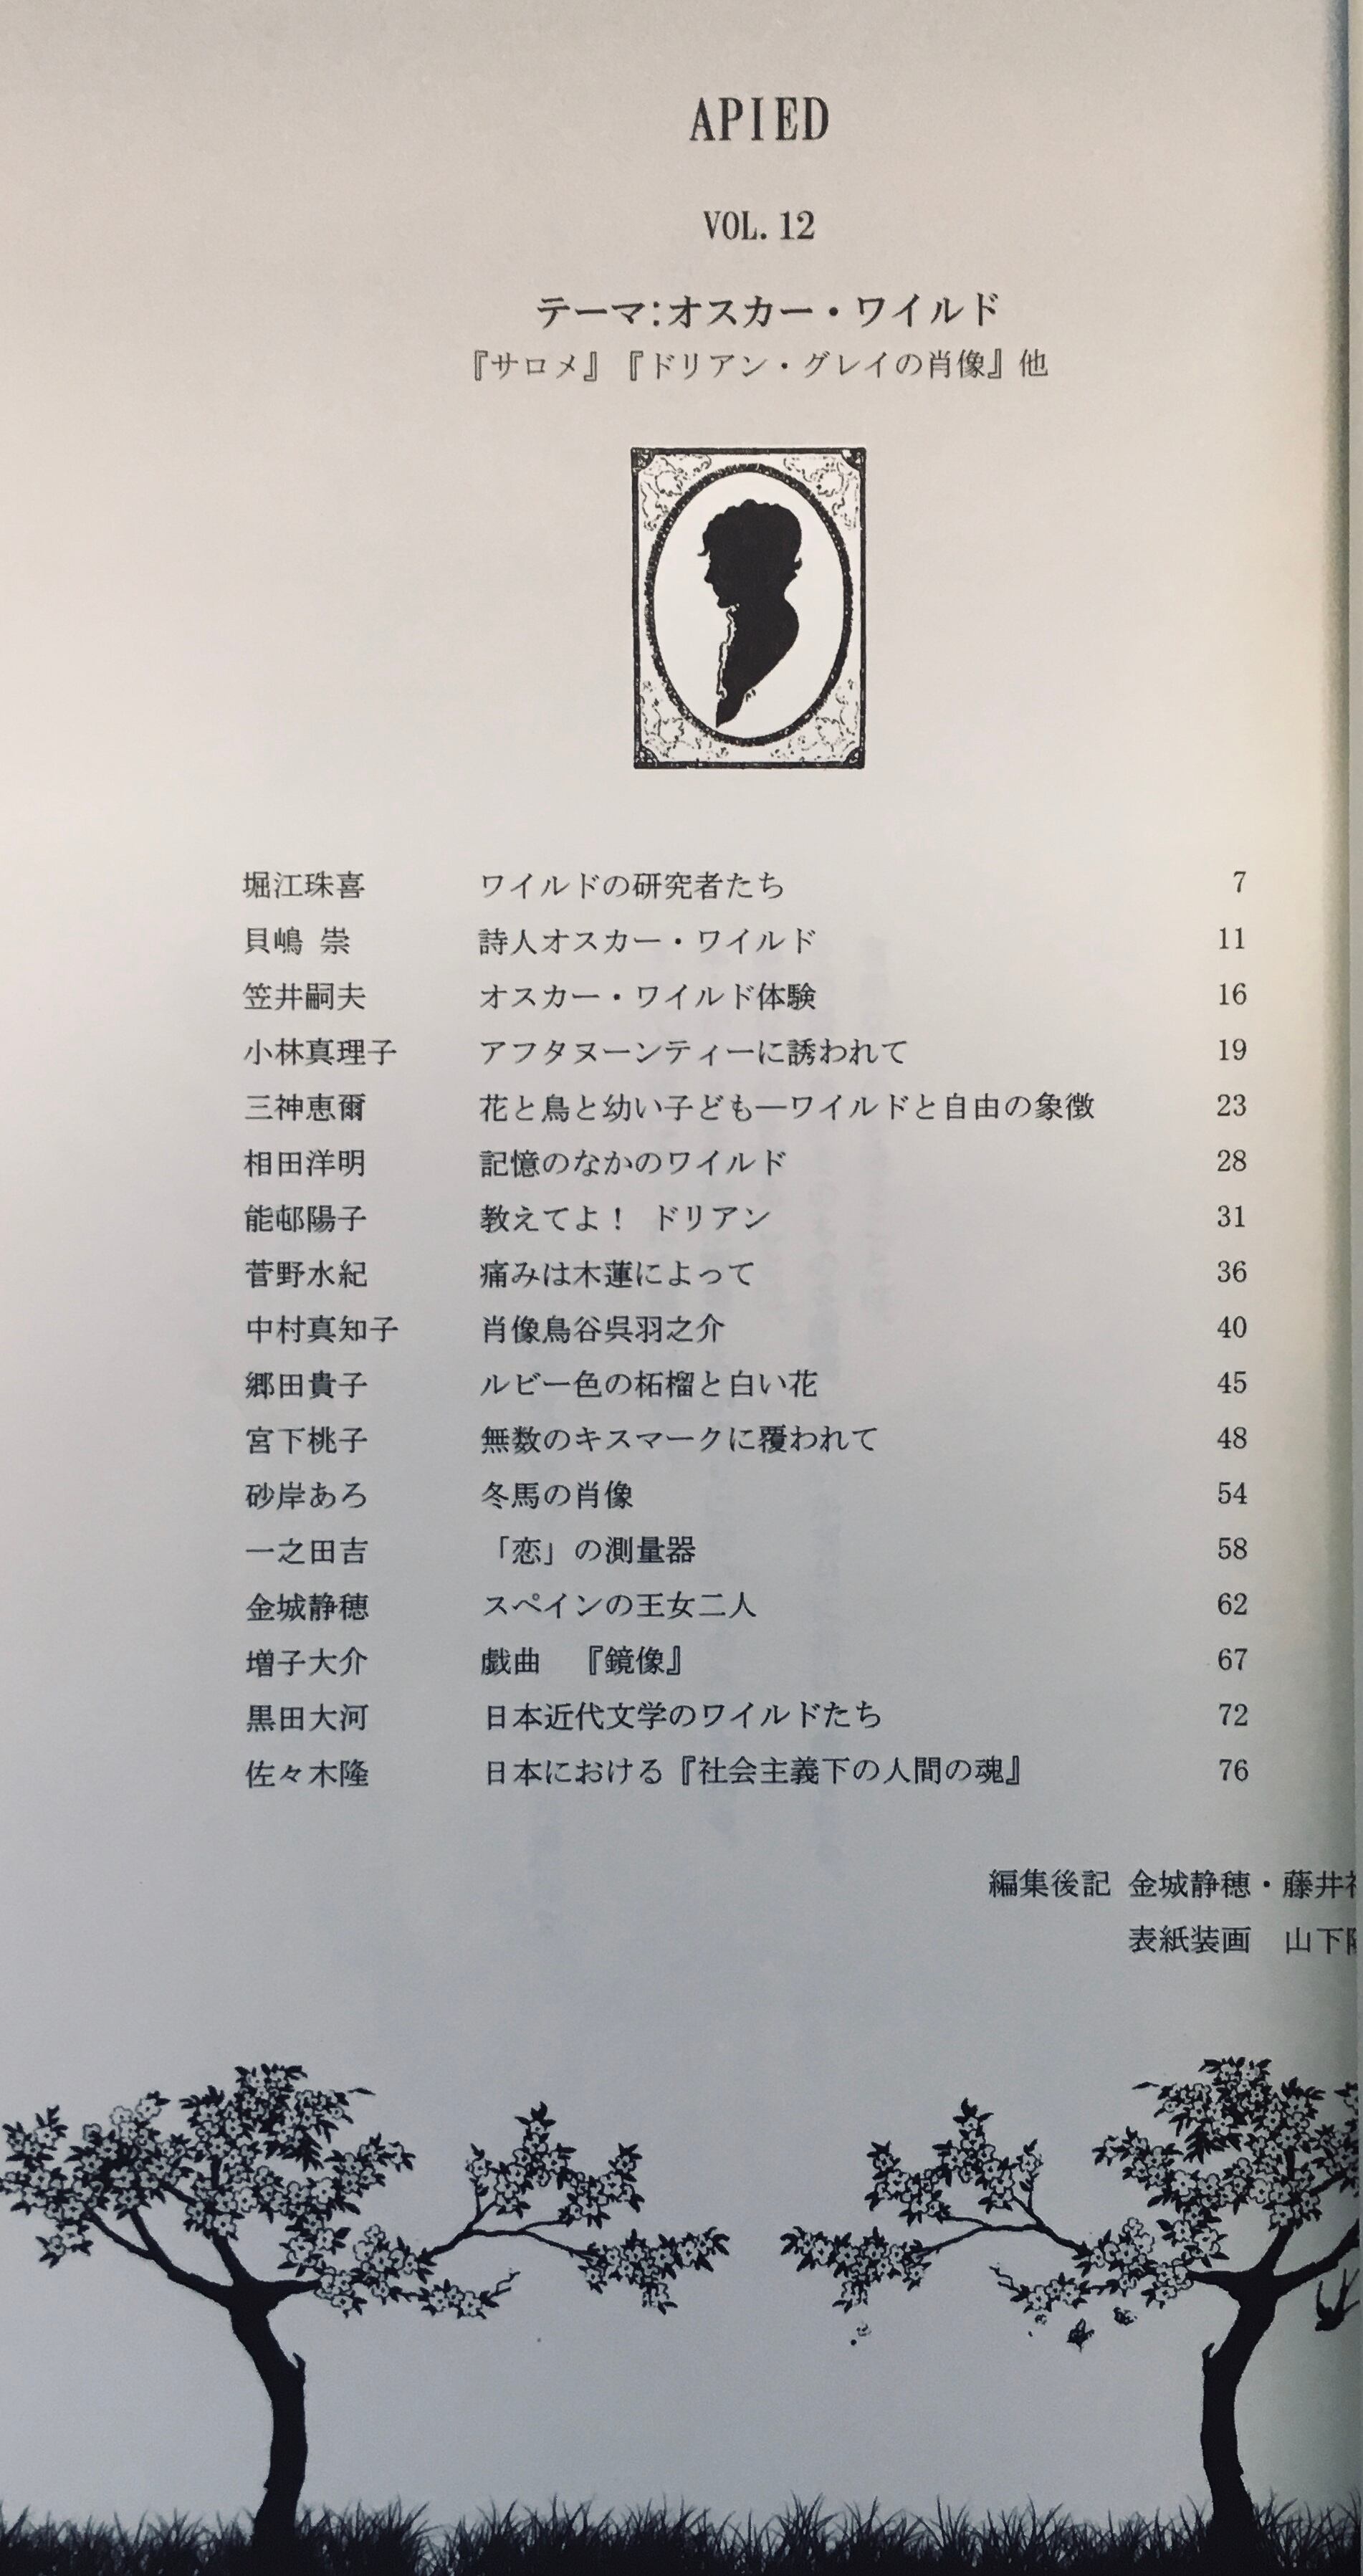 APIED
VOL. 12
テーマ:オスカー・ワイルド
『サロメ』『ドリアン・グレイの肖像』他
堀江珠喜 ワイルドの研究者たち 7
貝嶋 崇 詩人オスカー・ワイルド 11
笠井嗣夫 オスカー・ワイルド体験 16
小林真理子 アフタヌーンティーに誘われて 19
三神恵爾 花と鳥と幼い子ども―ワイルドと自由の象徴 23
相田洋明 記憶のなかのワイルド 28
能邨陽子 教えてよ! ドリアン 31
菅野水紀 痛みは木蓮によって 36
中村真知子 肖像鳥谷呉羽之介 40
郷田貴子 ルビー色の柘榴と白い花 45
宮下桃子 無数のキスマークに覆われて 48
砂岸あろ 冬馬の肖像 54
一之田吉 「恋」の測量器 58
金城静穂 スペインの王女二人 62
増子大介 戯曲 『鏡像』 67
黒田大河 日本近代文学のワイルドたち 72
佐々木隆 日本における『社会主義下の人間の魂』 76
編集後記 金城静穂・藤井
表紙装画 山下